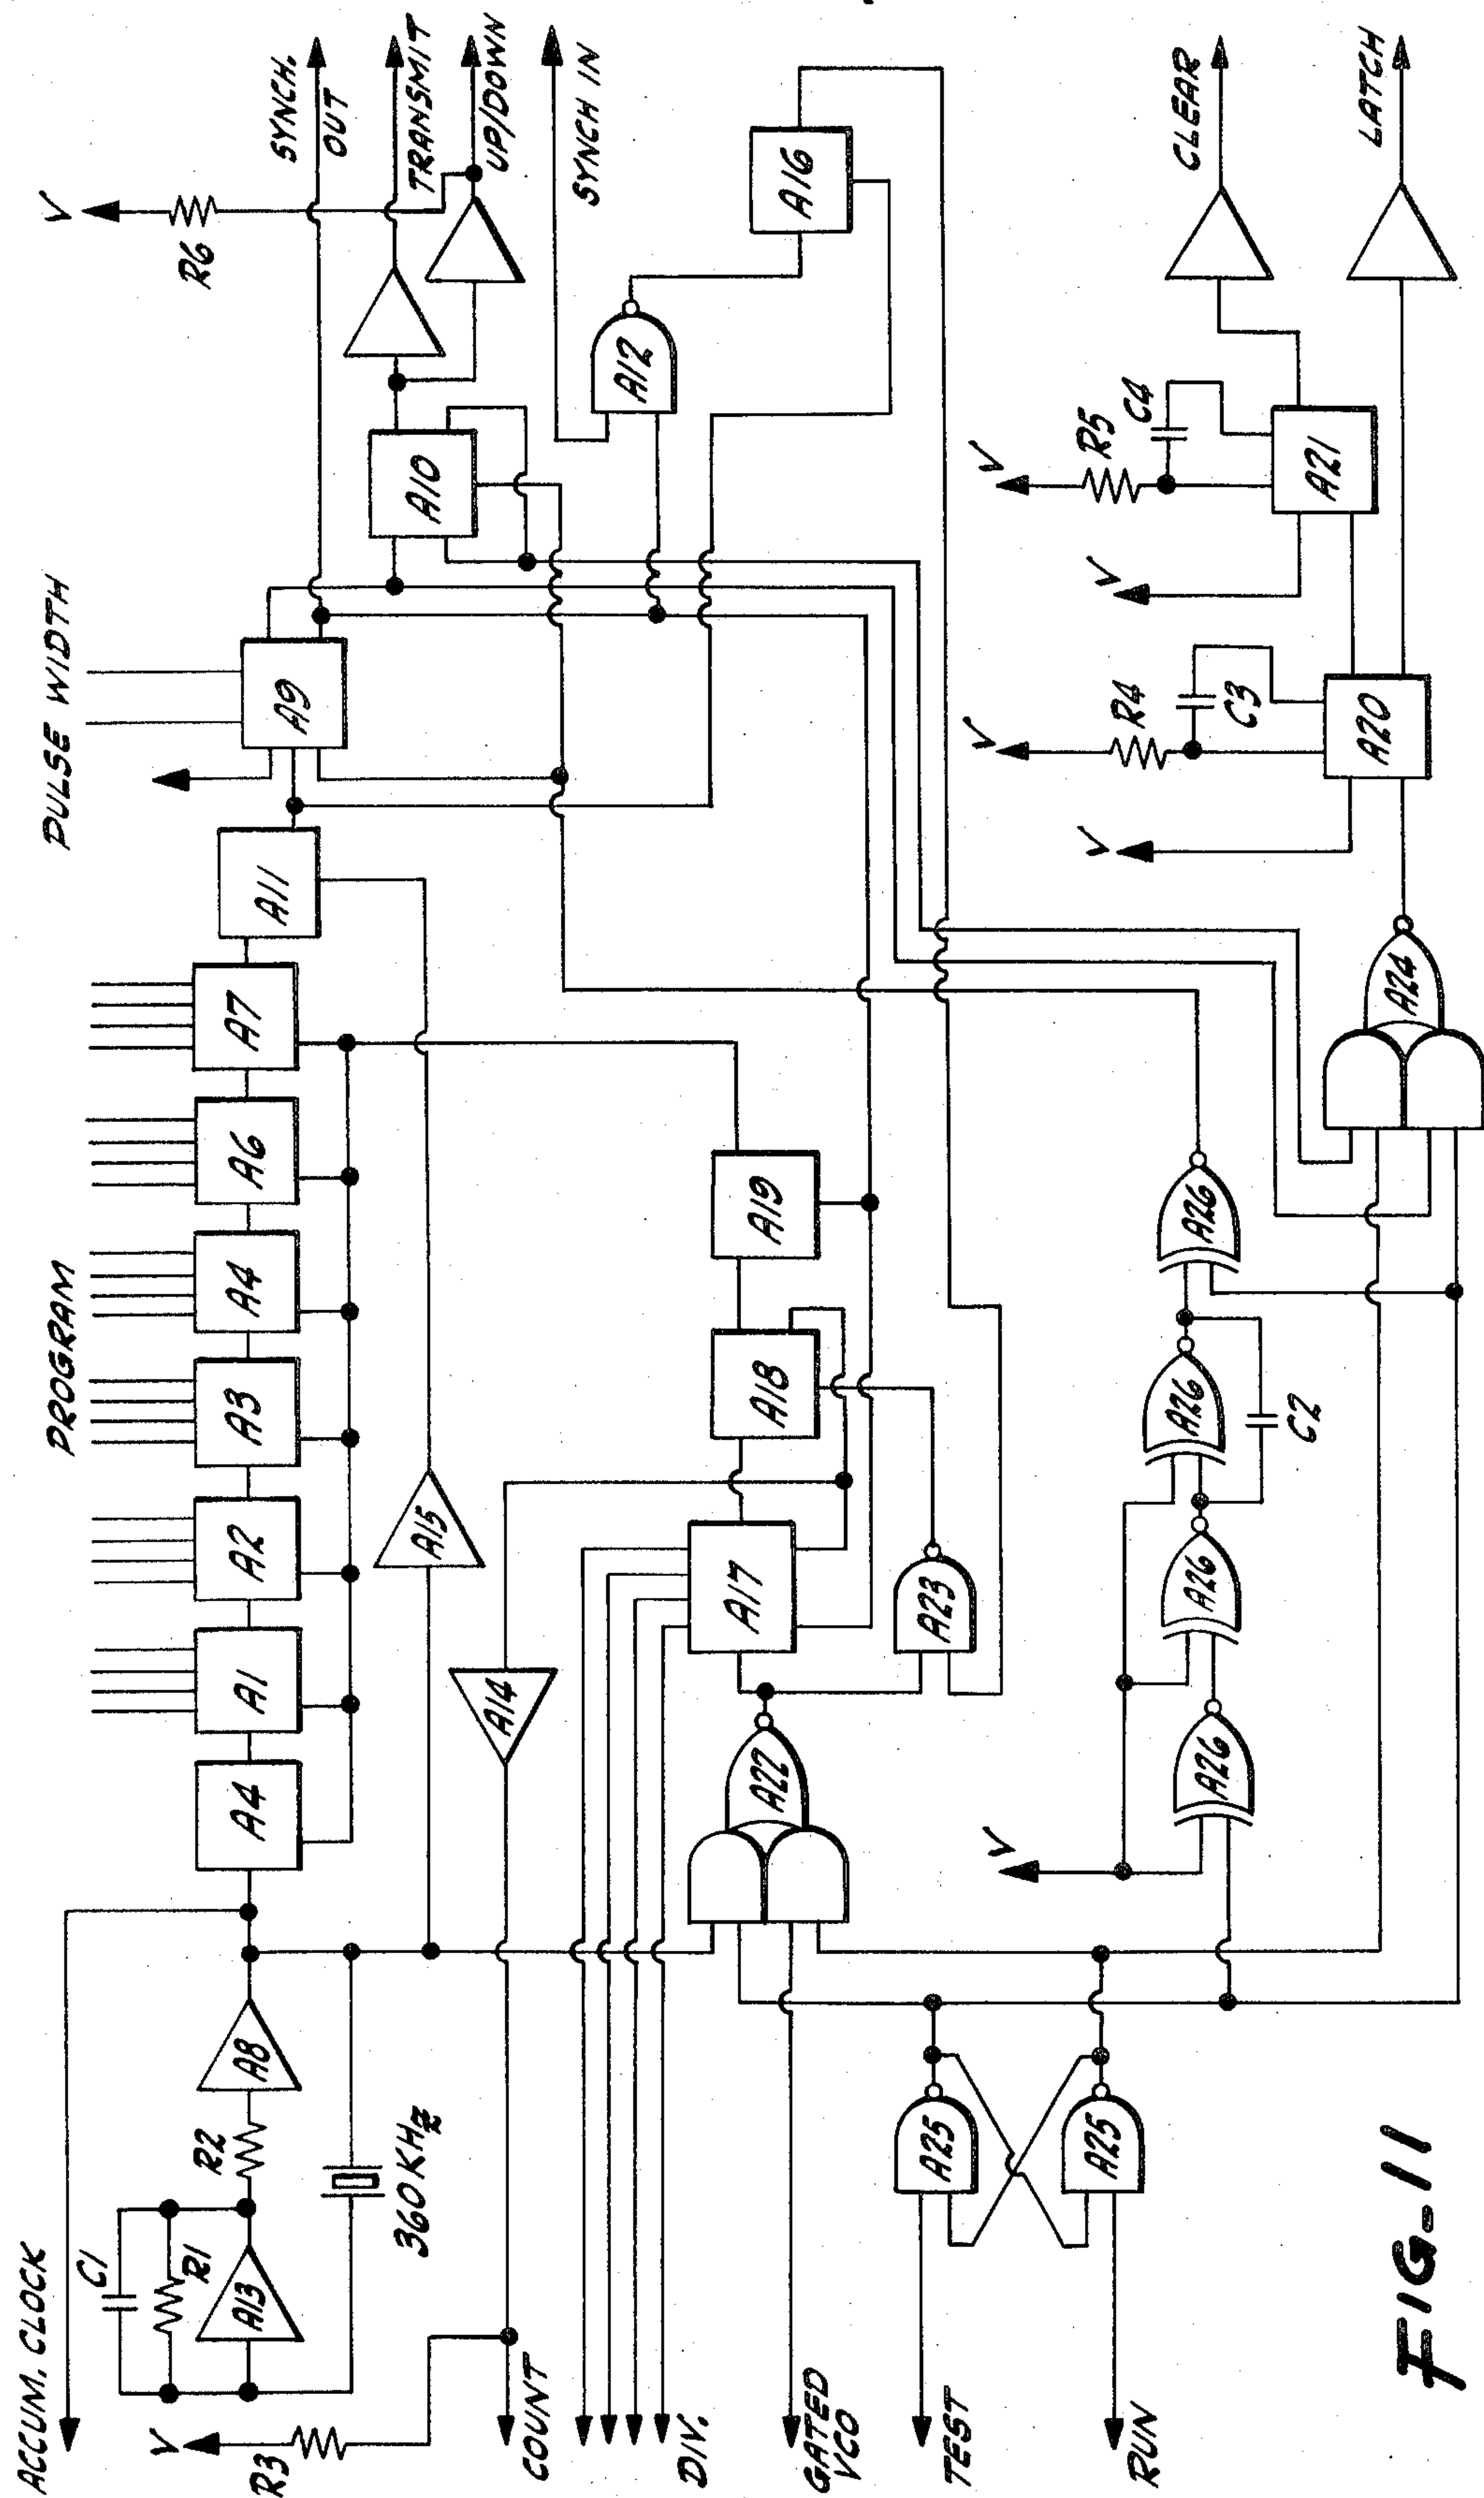 ACCUM. CLOCK
PROGRAM
PULSE WIDTH
C1
R1
A13
R2
A8
360KHz
A4
A1
A2
A3
A4
A6
A7
A11
A9
V
R6
SYNCH.
OUT
TRANSMIT
UP/DOWN
SYNCH IN
A10
A12
A16
V
R3
COUNT
A14
A15
DIV.
GATED
VCO
A22
A17
A18
A19
A23
TEST
RUN
A25
A25
V
A26
A26
A26
A26
C2
A24
V
V
R4
C3
A20
V
V
R5
C4
A21
CLEAR
LATCH
FIG-11